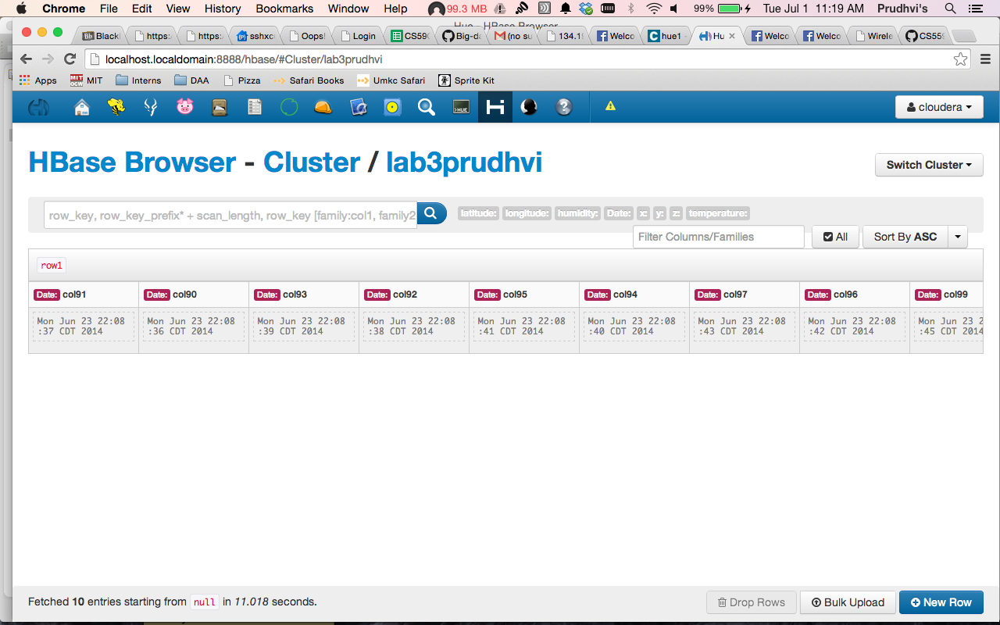 Chrome File Edit View History Bookmarks Window Help 99.3 MB 99% Tue Jul 1 11:19 AM Prudhvi's
Hue - HBase Browser
Bb Black https: https: sshxc Oops! Login CS590 Big-da (no su 134.19 Welco hue1 Hu Welco Welco Wirele CS559
localhost.localdomain:8888/hbase/#Cluster/lab3prudhvi
Apps MIT Interns DAA Pizza Safari Books Umkc Safari Sprite Kit
cloudera
HBase Browser - Cluster / lab3prudhvi
Switch Cluster
row_key, row_key_prefix* + scan_length, row_key [family:col1, family2
latitude: longitude: humidity: Date: x: y: z: temperature:
Filter Columns/Families All Sort By ASC
row1
Date: col91 Date: col90 Date: col93 Date: col92 Date: col95 Date: col94 Date: col97 Date: col96 Date: col99
Mon Jun 23 22:08 Mon Jun 23 22:08 Mon Jun 23 22:08 Mon Jun 23 22:08 Mon Jun 23 22:08 Mon Jun 23 22:08 Mon Jun 23 22:08 Mon Jun 23 22:08 Mon Jun 23 2
:37 CDT 2014 :36 CDT 2014 :39 CDT 2014 :38 CDT 2014 :41 CDT 2014 :40 CDT 2014 :43 CDT 2014 :42 CDT 2014 :45 CDT 2014
Fetched 10 entries starting from null in 11.018 seconds.
Drop Rows Bulk Upload New Row